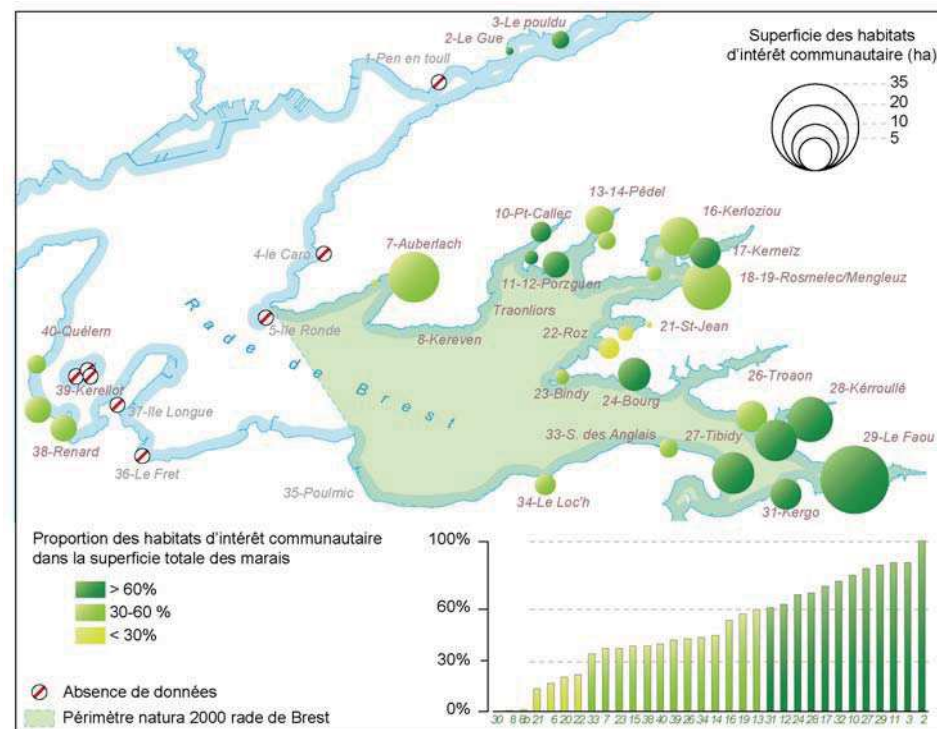 3-Le pouldu
2-Le Gue
1-Pen en toull
Superficie des habitats
d'intérêt communautaire (ha)
35
20
10
5
13-14-Pédel
10-Pt-Callec
16-Kerloziou
17-Kerneïz
4-le Caro
7-Auberlach
11-12-Porzguen
18-19-Rosmelec/Mengleuz
Traonliors
5-Ile Ronde
8-Kereven
22-Roz
21-St-Jean
Rade de Brest
40-Quélern
39-Kerellot
37-Ile Longue
23-Bindy
24-Bourg
26-Troaon
28-Kérroullé
38-Renard
33-S. des Anglais
27-Tibidy
29-Le Faou
36-Le Fret
35-Poulmic
34-Le Loc'h
31-Kergo
Proportion des habitats d'intérêt communautaire
dans la superficie totale des marais
> 60%
30-60 %
< 30%
Absence de données
Périmètre natura 2000 rade de Brest
100%
60%
30%
0%
30 8 21 6 20 22 33 7 23 15 38 40 39 26 34 14 16 19 13 31 12 24 28 17 32 10 27 29 11 3 2